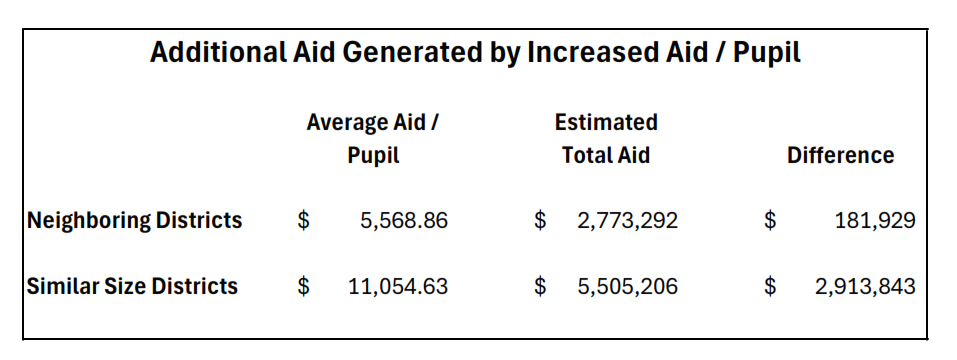 Additional Aid Generated by Increased Aid / Pupil
Average Aid / Estimated
Pupil Total Aid Difference
Neighboring Districts $ 5,568.86 $ 2,773,292 $ 181,929
Similar Size Districts $ 11,054.63 $ 5,505,206 $ 2,913,843